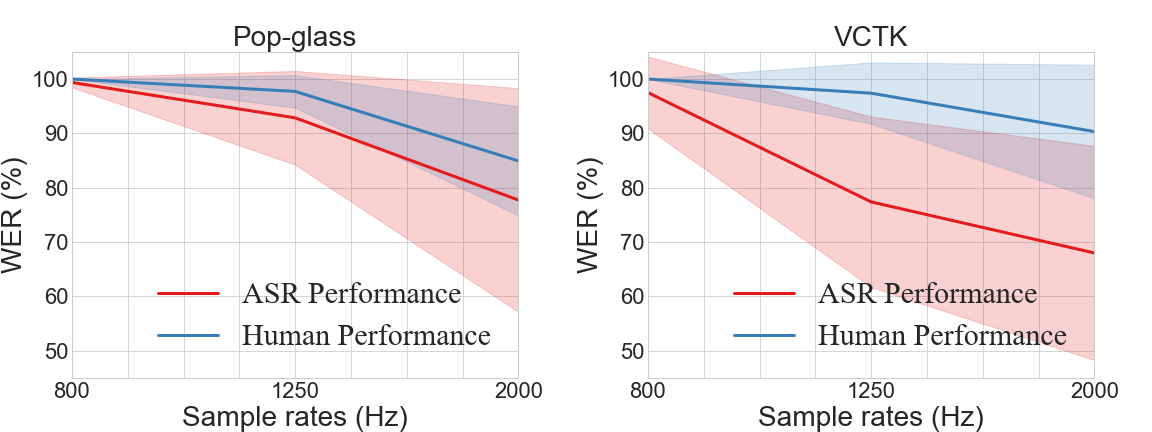 Pop-glass
WER (%)
100
90
80
70
60
50
ASR Performance
Human Performance
800
1250
2000
Sample rates (Hz)
VCTK
WER (%)
100
90
80
70
60
50
ASR Performance
Human Performance
800
1250
2000
Sample rates (Hz)